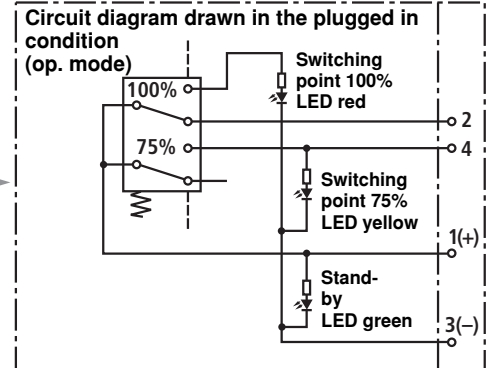 Circuit diagram drawn in the plugged in
condition
(op. mode)
100%
75%
Switching
point 100%
LED red
2
4
Switching
point 75%
LED yellow
1(+)
Stand-
by
LED green
3(–)